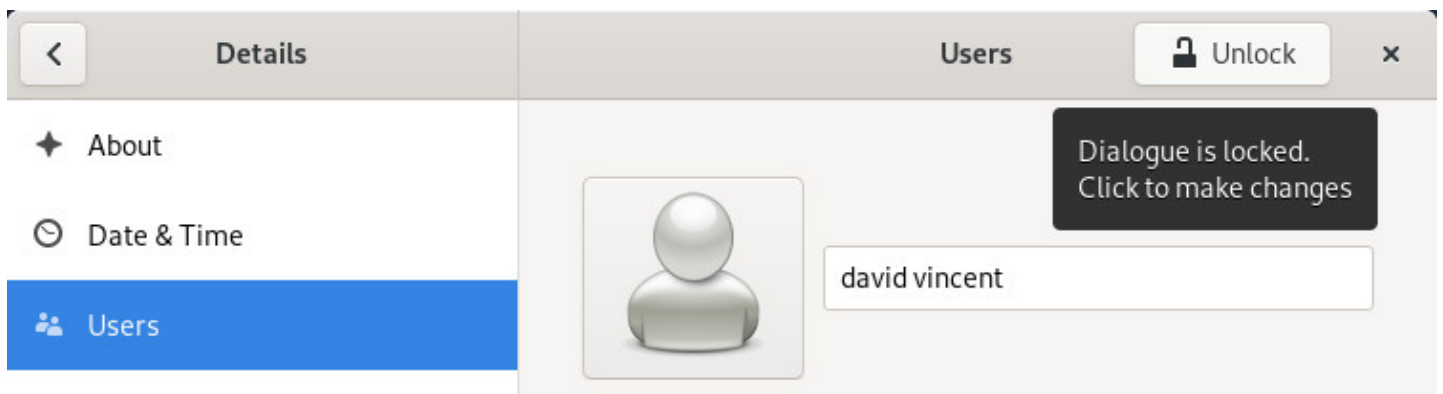 Details
Users
Unlock
About
Date & Time
Users
Dialogue is locked.
Click to make changes
david vincent